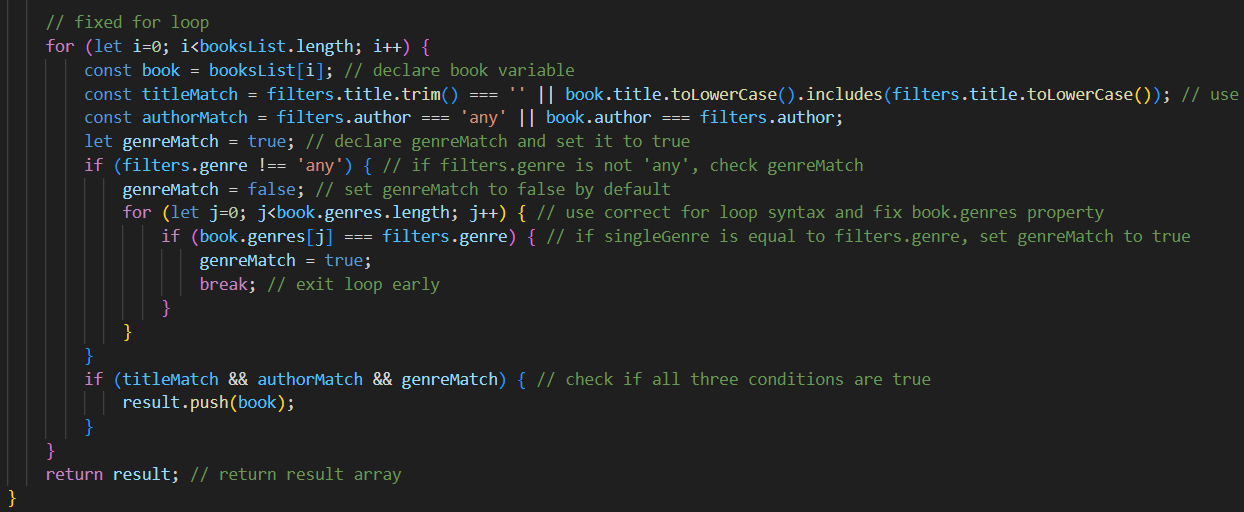 // fixed for loop
for (let i=0; i<booksList.length; i++) {
const book = booksList[i]; // declare book variable
const titleMatch = filters.title.trim() === '' || book.title.toLowerCase().includes(filters.title.toLowerCase()); // use
const authorMatch = filters.author === 'any' || book.author === filters.author;
let genreMatch = true; // declare genreMatch and set it to true
if (filters.genre !== 'any') { // if filters.genre is not 'any', check genreMatch
genreMatch = false; // set genreMatch to false by default
for (let j=0; j<book.genres.length; j++) { // use correct for loop syntax and fix book.genres property
if (book.genres[j] === filters.genre) { // if singleGenre is equal to filters.genre, set genreMatch to true
genreMatch = true;
break; // exit loop early
}
}
}
if (titleMatch && authorMatch && genreMatch) { // check if all three conditions are true
result.push(book);
}
}
return result; // return result array
}